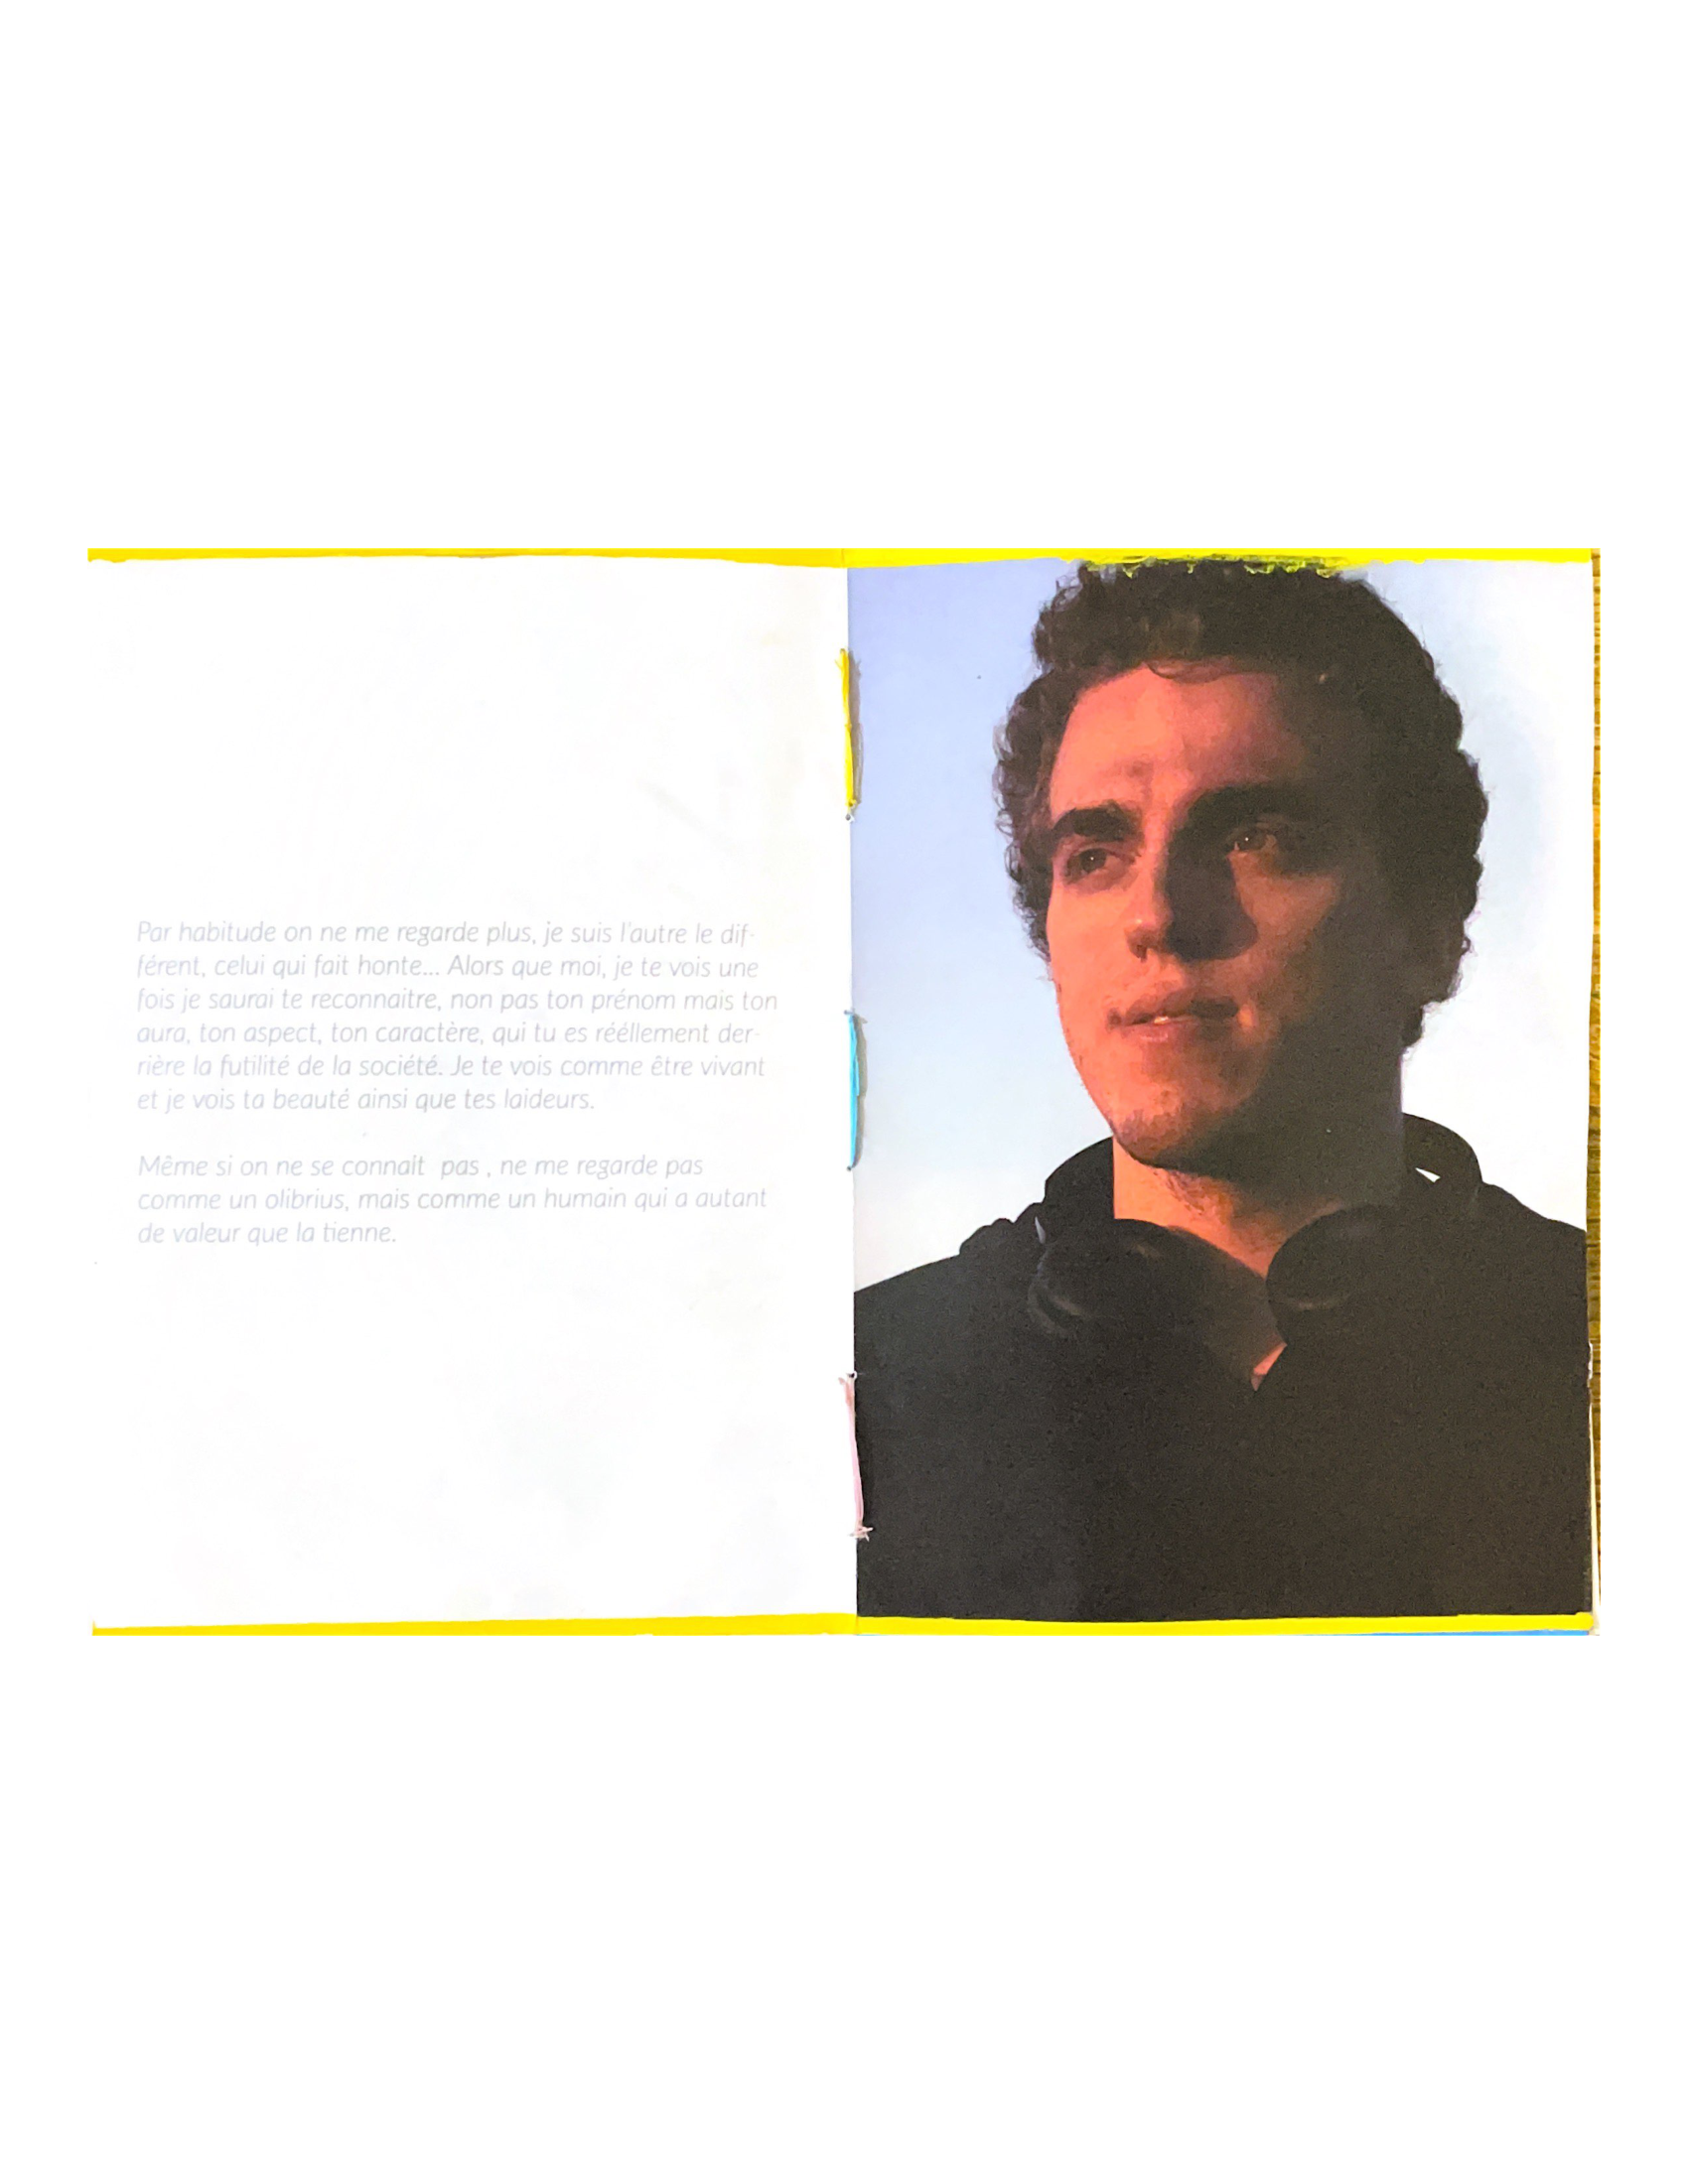 Par habitude on ne me regarde plus, je suis l'autre le dif-
férent, celui qui fait honte... Alors que moi, je te vois une
fois je saurai te reconnaitre, non pas ton prénom mais ton
aura, ton aspect, ton caractère, qui tu es rééllement der-
rière la futilité de la société. Je te vois comme être vivant
et je vois ta beauté ainsi que tes laideurs.
Même si on ne se connaît  pas , ne me regarde pas
comme un olibrius, mais comme un humain qui a autant
de valeur que la tienne.